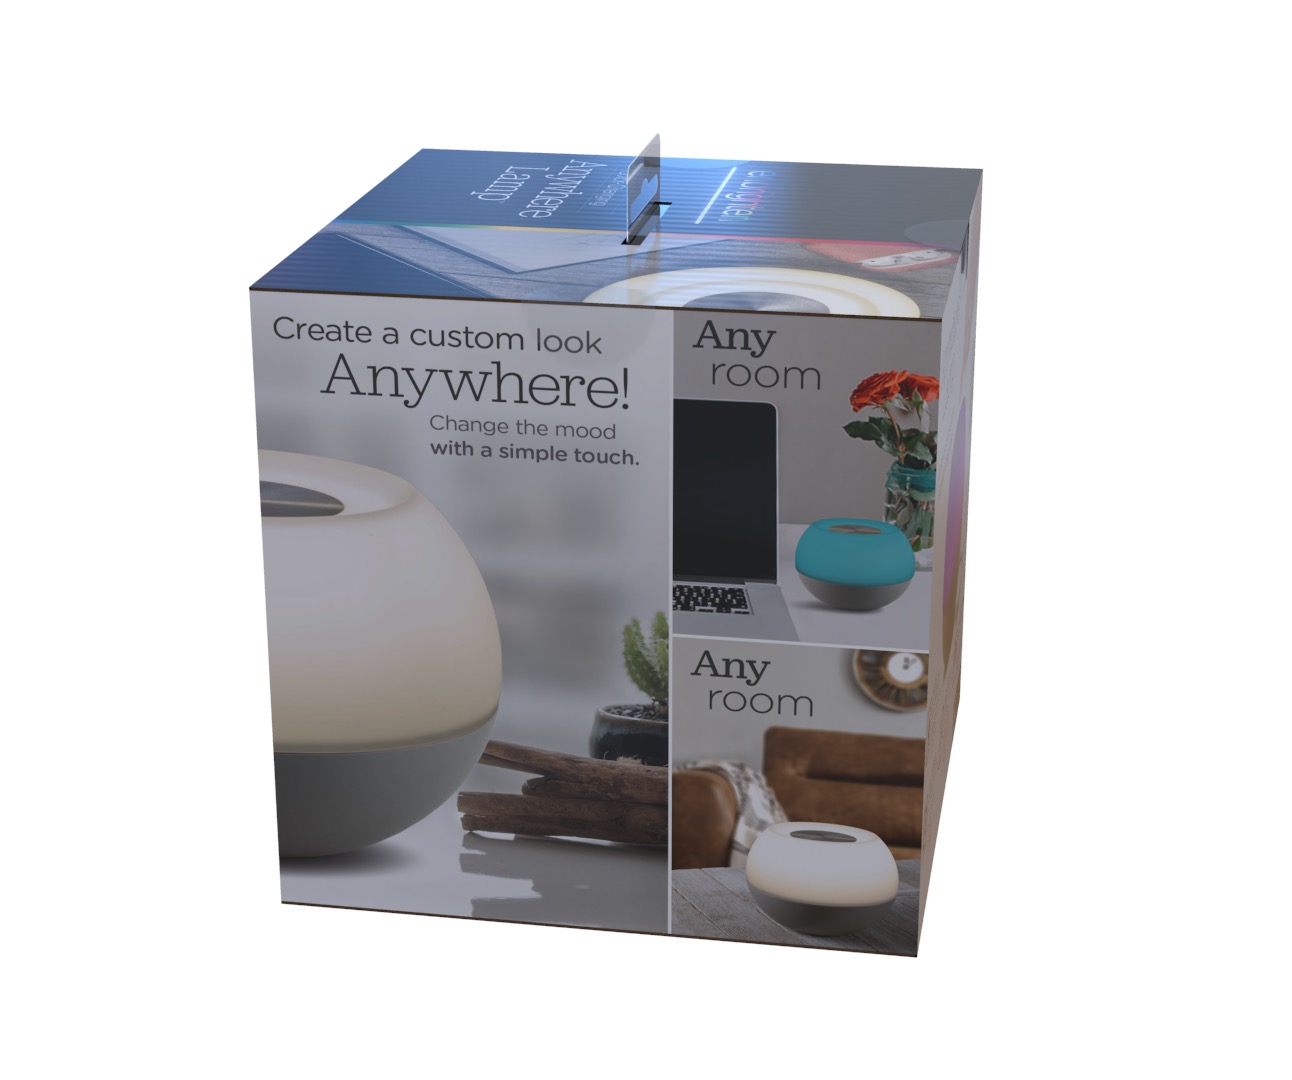 Anywhere
Lamp
Create a custom look
Anywhere!
Change the mood
with a simple touch.
Any
room
Any
room